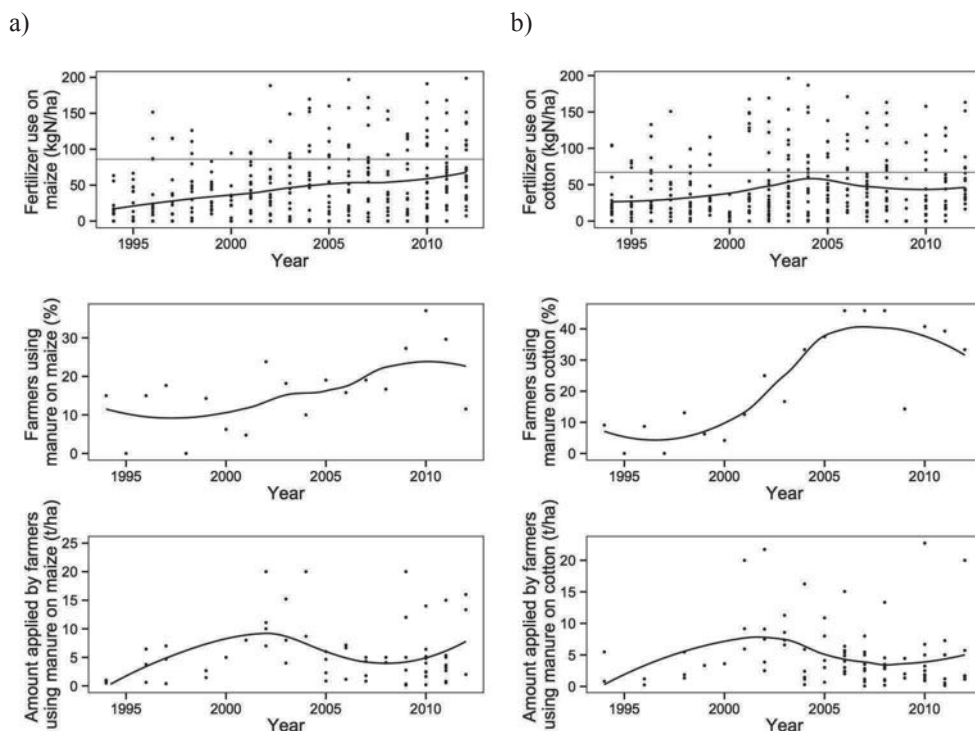 a)
b)
Fertilizer use on
maize (kgN/ha)
200
150
100
50
0
1995 2000 2005 2010
Year
Fertilizer use on
cotton (kgN/ha)
200
150
100
50
0
1995 2000 2005 2010
Year
Farmers using
manure on maize (%)
30
20
10
0
1995 2000 2005 2010
Year
Farmers using
manure on cotton (%)
40
30
20
10
0
1995 2000 2005 2010
Year
Amount applied by farmers
using manure on maize (t/ha)
25
20
15
10
5
0
1995 2000 2005 2010
Year
Amount applied by farmers
using manure on cotton (t/ha)
20
15
10
5
0
1995 2000 2005 2010
Year